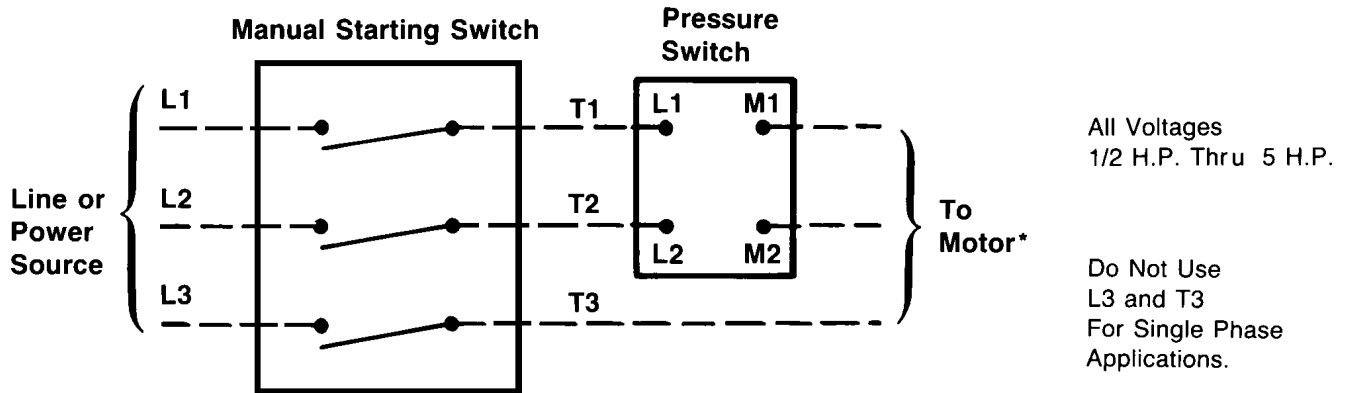 Manual Starting Switch
Pressure
Switch
L1
T1
L1
M1
All Voltages
1/2 H.P. Thru 5 H.P.
Line or
Power
Source
L2
T2
L2
M2
To
Motor*
L3
T3
Do Not Use
L3 and T3
For Single Phase
Applications.